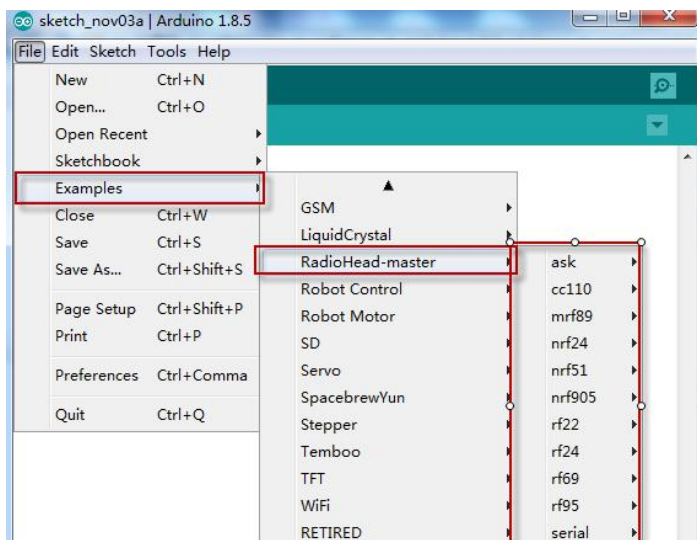 sketch_nov03a | Arduino 1.8.5
File Edit Sketch Tools Help
New Ctrl+N
Open... Ctrl+O
Open Recent
Sketchbook
Examples
Close Ctrl+W
Save Ctrl+S
Save As... Ctrl+Shift+S
Page Setup Ctrl+Shift+P
Print Ctrl+P
Preferences Ctrl+Comma
Quit Ctrl+Q
GSM
LiquidCrystal
RadioHead-master
Robot Control
Robot Motor
SD
Servo
SpacebrewYun
Stepper
Temboo
TFT
WiFi
RETIRED
ask
cc110
mrf89
nrf24
nrf51
nrf905
rf22
rf24
rf69
rf95
serial